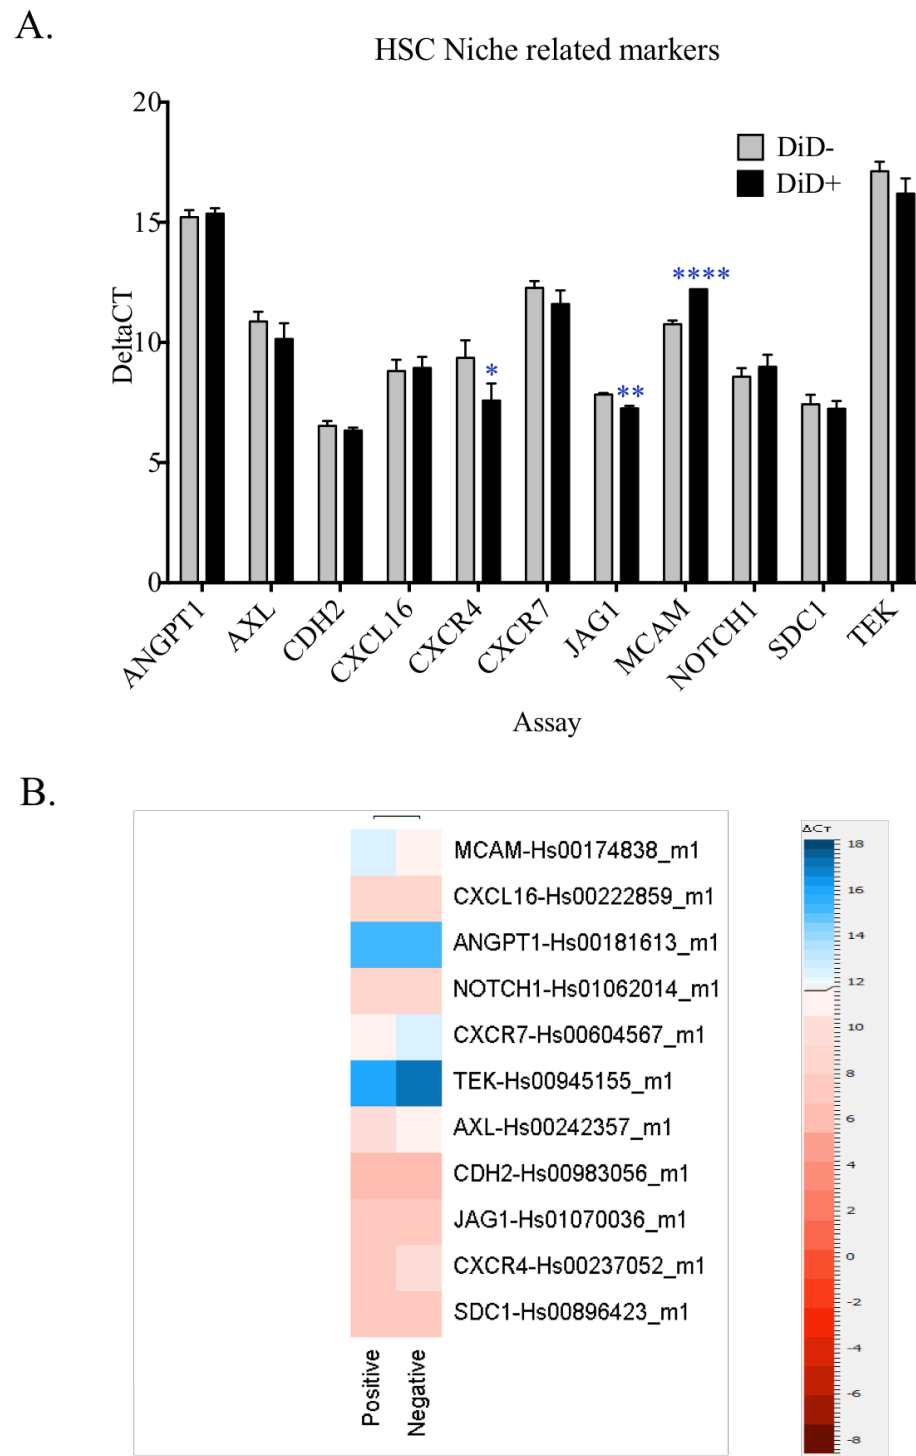 A.
HSC Niche related markers
20
15
10
5
0
DeltaCT
DiD-
DiD+
*
**
****
ANGPT1
AXL
CDH2
CXCL16
CXCR4
CXCR7
JAG1
MCAM
NOTCH1
SDC1
TEK
Assay
B.
MCAM-Hs00174838_m1
CXCL16-Hs00222859_m1
ANGPT1-Hs00181613_m1
NOTCH1-Hs01062014_m1
CXCR7-Hs00604567_m1
TEK-Hs00945155_m1
AXL-Hs00242357_m1
CDH2-Hs00983056_m1
JAG1-Hs01070036_m1
CXCR4-Hs00237052_m1
SDC1-Hs00896423_m1
Positive
Negative
ΔCт
18
16
14
12
10
8
6
4
2
0
-2
-4
-6
-8